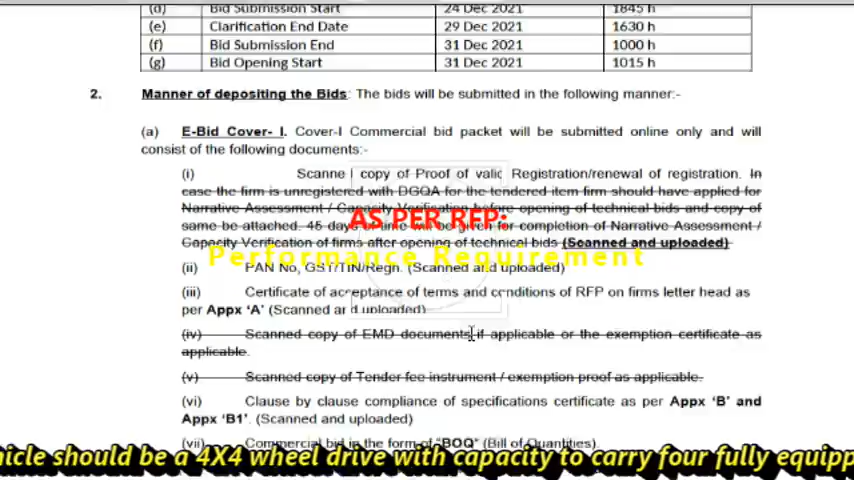 (d) Bid Submission Start 24 Dec 2021 1845 h
(e) Clarification End Date 29 Dec 2021 1630 h
(f) Bid Submission End 31 Dec 2021 1000 h
(g) Bid Opening Start 31 Dec 2021 1015 h
2. Manner of depositing the Bids: The bids will be submitted in the following manner:-
(a) E-Bid Cover- I. Cover-I Commercial bid packet will be submitted online only and will
consist of the following documents:-
(i) Scanne copy of Proof of valid Registration/renewal of registration. In
case the firm is unregistered with DGQA for the tendered item firm should have applied for
Narrative Assessment / Capacity Verification before opening of technical bids and copy of
same be attached. 45 days time will be given for completion of Narrative Assessment /
AS PER RFP:
Capacity Verification of firms after opening of technical bids (Scanned and uploaded)
Performance Requirement
(ii) PAN No, GST/TIN/Regn. (Scanned and uploaded)
(iii) Certificate of acceptance of terms and conditions of RFP on firms letter head as
per Appx ‘A’ (Scanned and uploaded)
(iv) Scanned copy of EMD documents if applicable or the exemption certificate as
applicable.
(v) Scanned copy of Tender fee instrument / exemption proof as applicable.
(vi) Clause by clause compliance of specifications certificate as per Appx ‘B’ and
Appx ‘B1’. (Scanned and uploaded)
(vii) Commercial bid in the form of “BOQ” (Bill of Quantities).
hicle should be a 4X4 wheel drive with capacity to carry four fully equipp